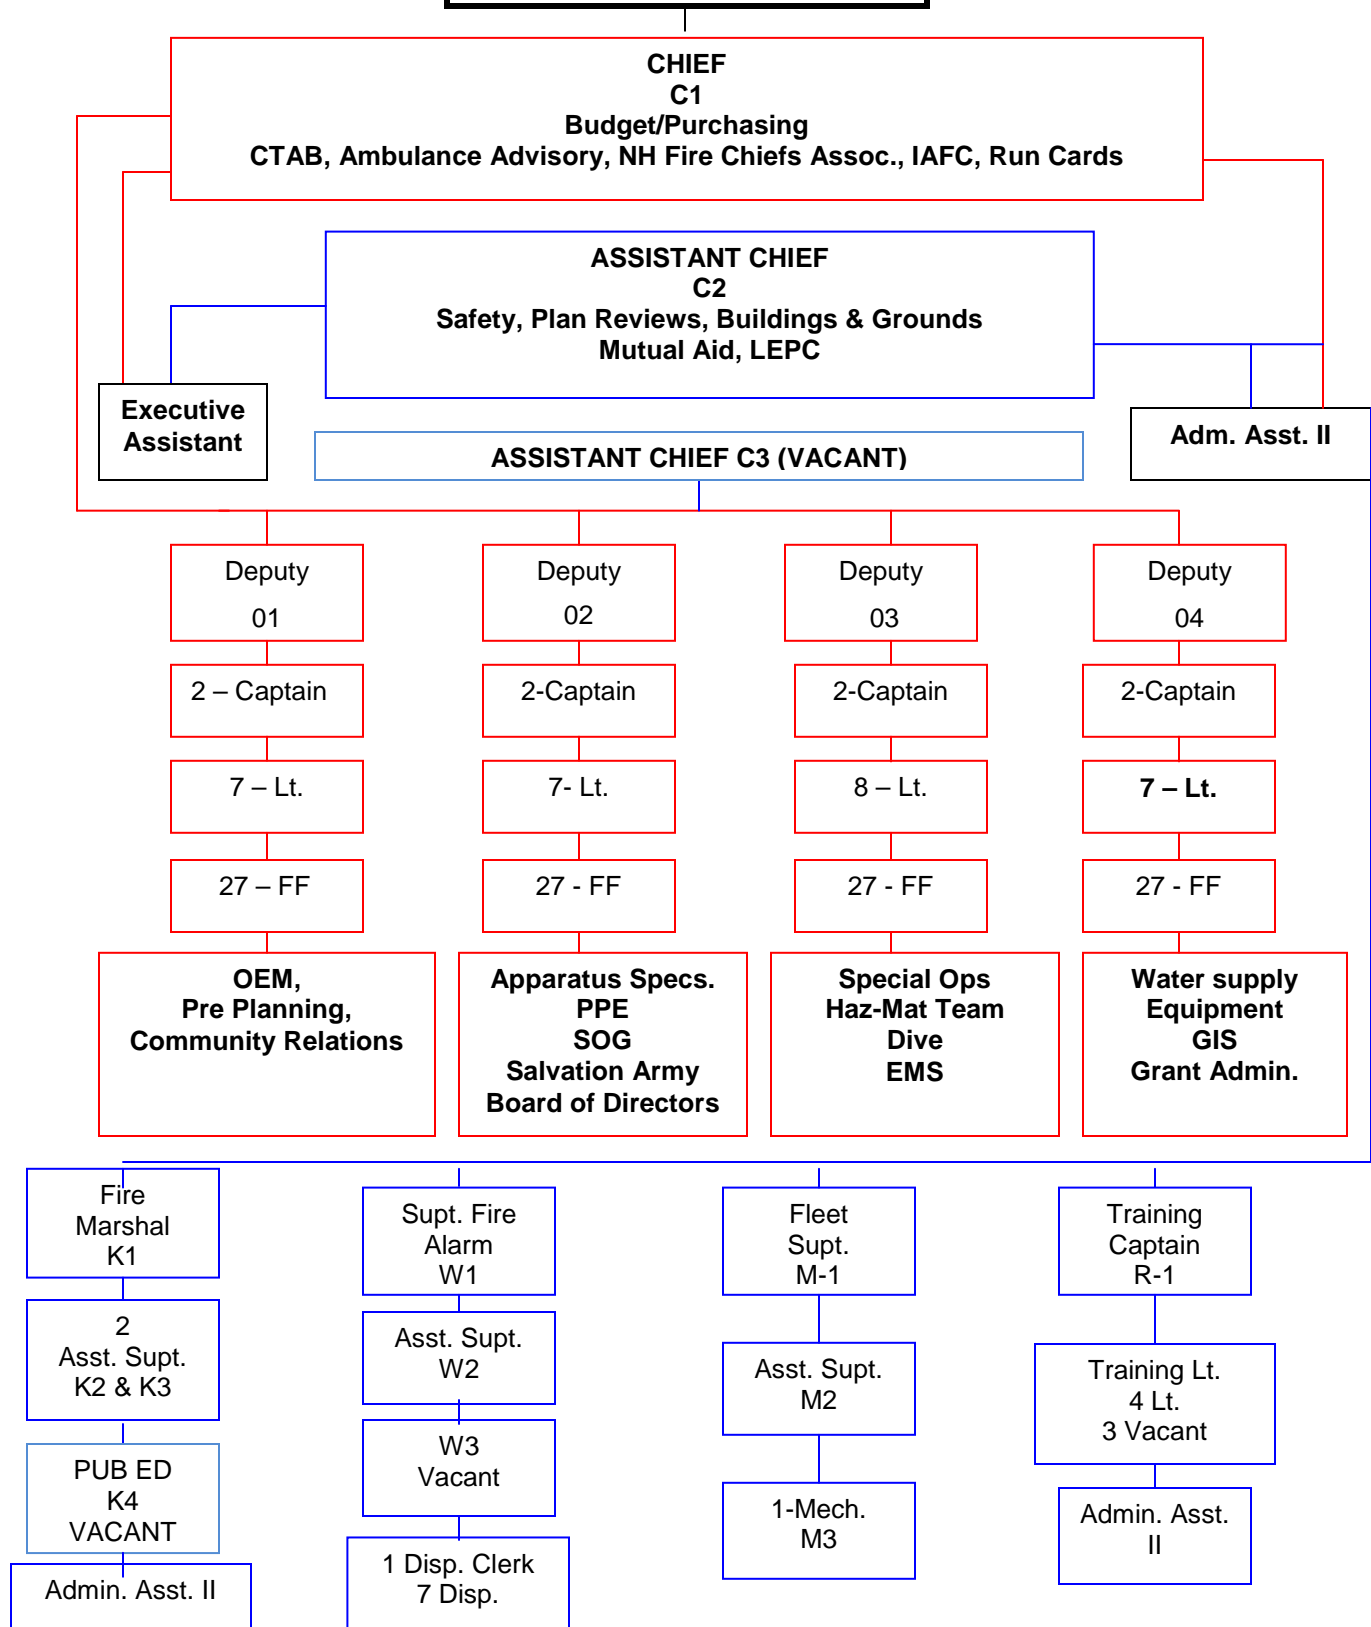 CHIEF
C1
Budget/Purchasing
CTAB, Ambulance Advisory, NH Fire Chiefs Assoc., IAFC, Run Cards
ASSISTANT CHIEF
C2
Safety, Plan Reviews, Buildings & Grounds
Mutual Aid, LEPC
Executive
Assistant
Adm. Asst. II
ASSISTANT CHIEF C3 (VACANT)
Deputy
01
2 – Captain
7 – Lt.
27 – FF
OEM,
Pre Planning,
Community Relations
Deputy
02
2-Captain
7- Lt.
27 - FF
Apparatus Specs.
PPE
SOG
Salvation Army
Board of Directors
Deputy
03
2-Captain
8 – Lt.
27 - FF
Special Ops
Haz-Mat Team
Dive
EMS
Deputy
04
2-Captain
7 – Lt.
27 - FF
Water supply
Equipment
GIS
Grant Admin.
Fire
Marshal
K1
2
Asst. Supt.
K2 & K3
PUB ED
K4
VACANT
Admin. Asst. II
Supt. Fire
Alarm
W1
Asst. Supt.
W2
W3
Vacant
1 Disp. Clerk
7 Disp.
Fleet
Supt.
M-1
Asst. Supt.
M2
1-Mech.
M3
Training
Captain
R-1
Training Lt.
4 Lt.
3 Vacant
Admin. Asst.
II